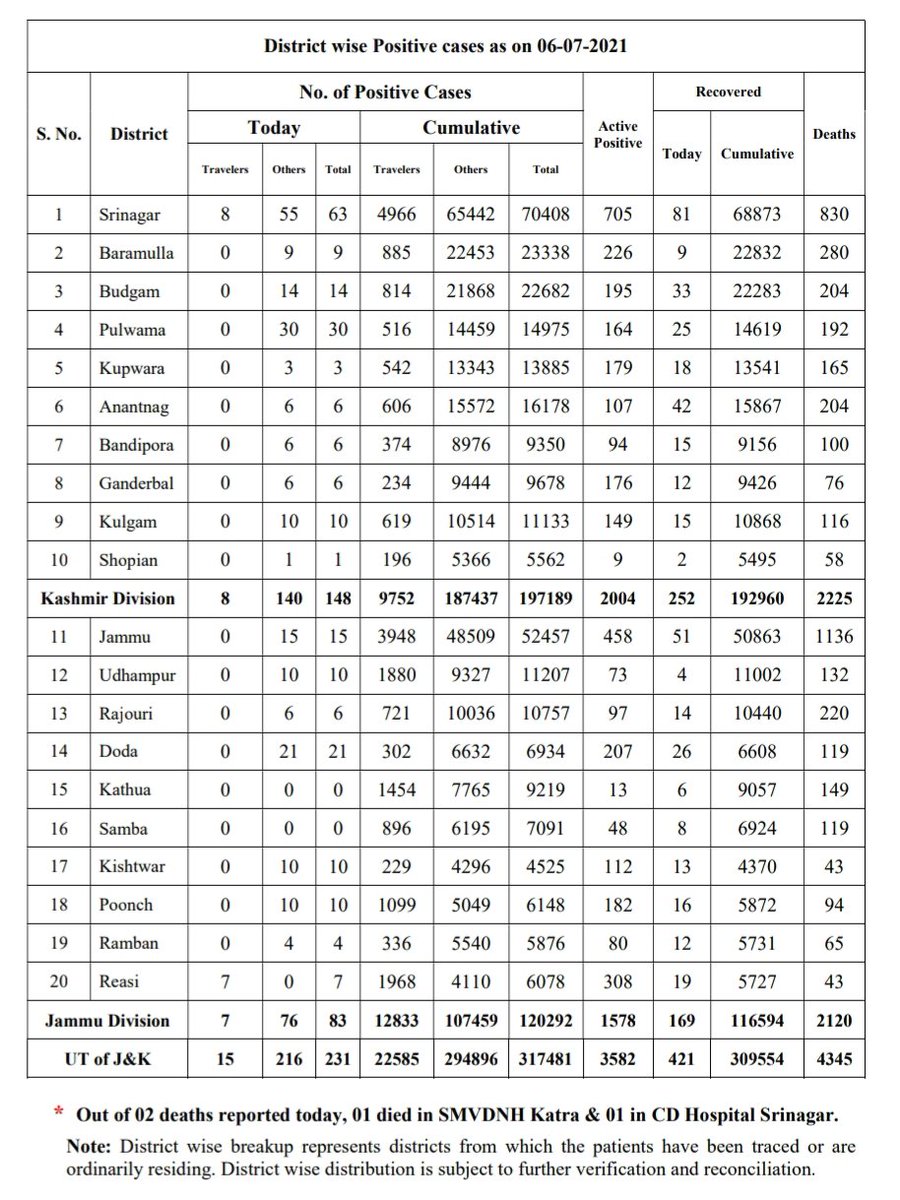 District wise Positive cases as on 06-07-2021
S. No. District No. of Positive Cases Active Positive Recovered Deaths
Today Cumulative Today Cumulative
Travelers Others Total Travelers Others Total
1 Srinagar 8 55 63 4966 65442 70408 705 81 68873 830
2 Baramulla 0 9 9 885 22453 23338 226 9 22832 280
3 Budgam 0 14 14 814 21868 22682 195 33 22283 204
4 Pulwama 0 30 30 516 14459 14975 164 25 14619 192
5 Kupwara 0 3 3 542 13343 13885 179 18 13541 165
6 Anantnag 0 6 6 606 15572 16178 107 42 15867 204
7 Bandipora 0 6 6 374 8976 9350 94 15 9156 100
8 Ganderbal 0 6 6 234 9444 9678 176 12 9426 76
9 Kulgam 0 10 10 619 10514 11133 149 15 10868 116
10 Shopian 0 1 1 196 5366 5562 9 2 5495 58
Kashmir Division 8 140 148 9752 187437 197189 2004 252 192960 2225
11 Jammu 0 15 15 3948 48509 52457 458 51 50863 1136
12 Udhampur 0 10 10 1880 9327 11207 73 4 11002 132
13 Rajouri 0 6 6 721 10036 10757 97 14 10440 220
14 Doda 0 21 21 302 6632 6934 207 26 6608 119
15 Kathua 0 0 0 1454 7765 9219 13 6 9057 149
16 Samba 0 0 0 896 6195 7091 48 8 6924 119
17 Kishtwar 0 10 10 229 4296 4525 112 13 4370 43
18 Poonch 0 10 10 1099 5049 6148 182 16 5872 94
19 Ramban 0 4 4 336 5540 5876 80 12 5731 65
20 Reasi 7 0 7 1968 4110 6078 308 19 5727 43
Jammu Division 7 76 83 12833 107459 120292 1578 169 116594 2120
UT of J&K 15 216 231 22585 294896 317481 3582 421 309554 4345
* Out of 02 deaths reported today, 01 died in SMVDNH Katra & 01 in CD Hospital Srinagar.
Note: District wise breakup represents districts from which the patients have been traced or are
ordinarily residing. District wise distribution is subject to further verification and reconciliation.